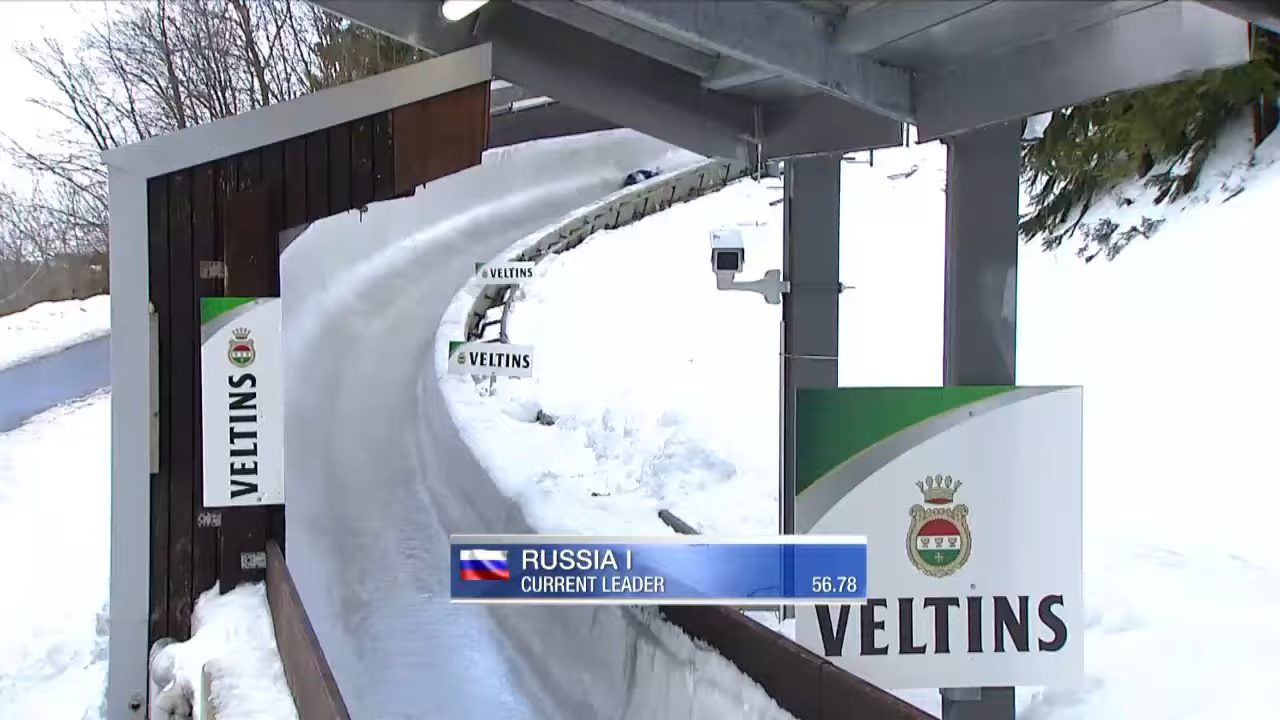 VELTINS
VELTINS
VELTINS
RUSSIA I
CURRENT LEADER
56.78
VELTINS